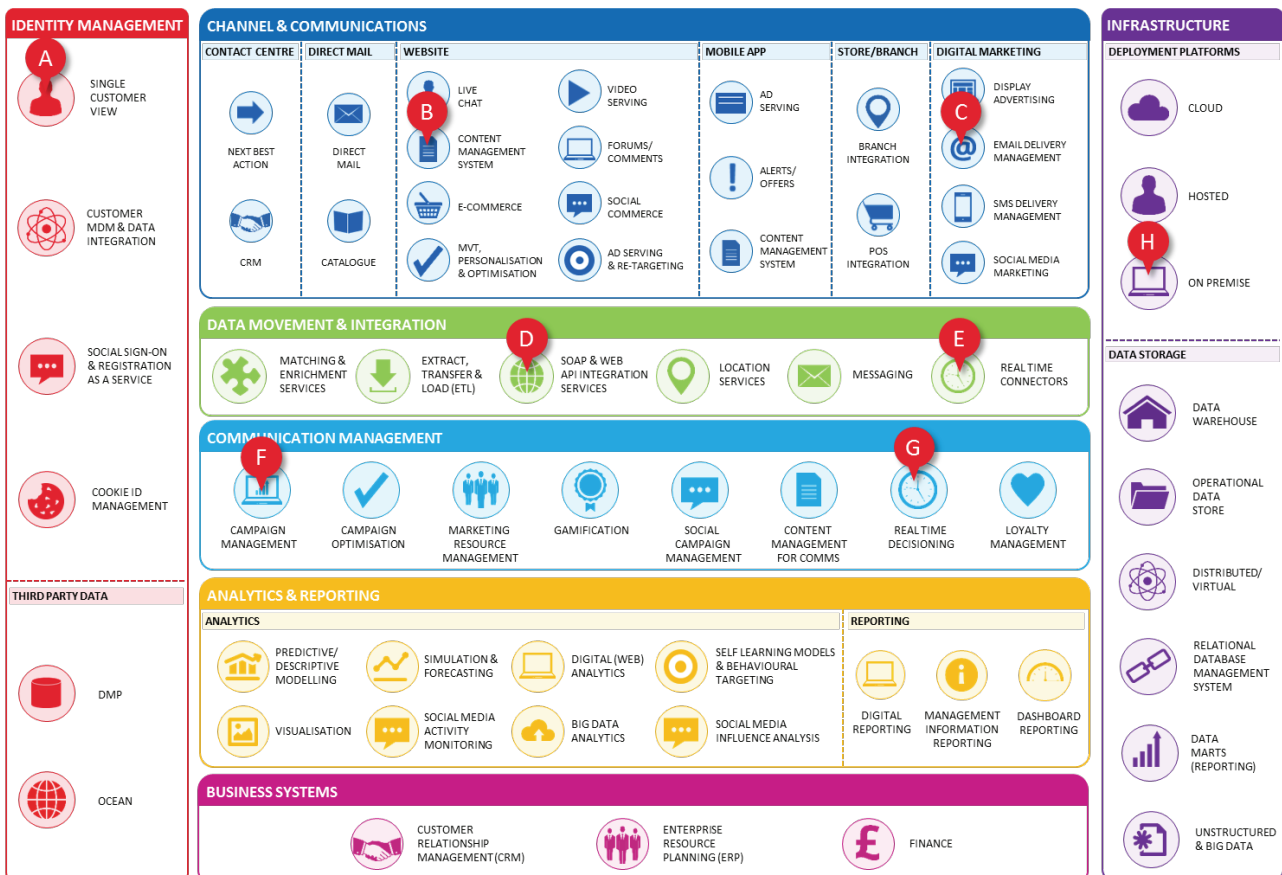 IDENTITY MANAGEMENT
A
SINGLE
CUSTOMER
VIEW
CUSTOMER
MDM & DATA
INTEGRATION
SOCIAL SIGN-ON
& REGISTRATION
AS A SERVICE
COOKIE ID
MANAGEMENT
THIRD PARTY DATA
DMP
OCEAN
CHANNEL & COMMUNICATIONS
CONTACT CENTRE
NEXT BEST
ACTION
CRM
DIRECT MAIL
DIRECT
MAIL
CATALOGUE
WEBSITE
LIVE
CHAT
B
CONTENT
MANAGEMENT
SYSTEM
E-COMMERCE
MVT,
PERSONALISATION
& OPTIMISATION
VIDEO
SERVING
FORUMS/
COMMENTS
SOCIAL
COMMERCE
AD SERVING
& RE-TARGETING
MOBILE APP
AD
SERVING
ALERTS/
OFFERS
CONTENT
MANAGEMENT
SYSTEM
STORE/BRANCH
BRANCH
INTEGRATION
POS
INTEGRATION
DIGITAL MARKETING
DISPLAY
ADVERTISING
C
@
EMAIL DELIVERY
MANAGEMENT
SMS DELIVERY
MANAGEMENT
SOCIAL MEDIA
MARKETING
DATA MOVEMENT & INTEGRATION
MATCHING &
ENRICHMENT
SERVICES
EXTRACT,
TRANSFER &
LOAD (ETL)
D
SOAP & WEB
API INTEGRATION
SERVICES
LOCATION
SERVICES
MESSAGING
E
REAL TIME
CONNECTORS
COMMUNICATION MANAGEMENT
F
CAMPAIGN
MANAGEMENT
CAMPAIGN
OPTIMISATION
MARKETING
RESOURCE
MANAGEMENT
GAMIFICATION
SOCIAL
CAMPAIGN
MANAGEMENT
CONTENT
MANAGEMENT
FOR COMMS
G
REAL TIME
DECISIONING
LOYALTY
MANAGEMENT
ANALYTICS & REPORTING
ANALYTICS
PREDICTIVE/
DESCRIPTIVE
MODELLING
SIMULATION &
FORECASTING
DIGITAL (WEB)
ANALYTICS
SELF LEARNING MODELS
& BEHAVIOURAL
TARGETING
VISUALISATION
SOCIAL MEDIA
ACTIVITY
MONITORING
BIG DATA
ANALYTICS
SOCIAL MEDIA
INFLUENCE ANALYSIS
REPORTING
DIGITAL
REPORTING
MANAGEMENT
INFORMATION
REPORTING
DASHBOARD
REPORTING
BUSINESS SYSTEMS
CUSTOMER
RELATIONSHIP
MANAGEMENT (CRM)
ENTERPRISE
RESOURCE
PLANNING (ERP)
£
FINANCE
INFRASTRUCTURE
DEPLOYMENT PLATFORMS
CLOUD
HOSTED
H
ON PREMISE
DATA STORAGE
DATA
WAREHOUSE
OPERATIONAL
DATA
STORE
DISTRIBUTED/
VIRTUAL
RELATIONAL
DATABASE
MANAGEMENT
SYSTEM
DATA
MARTS
(REPORTING)
UNSTRUCTURED
& BIG DATA